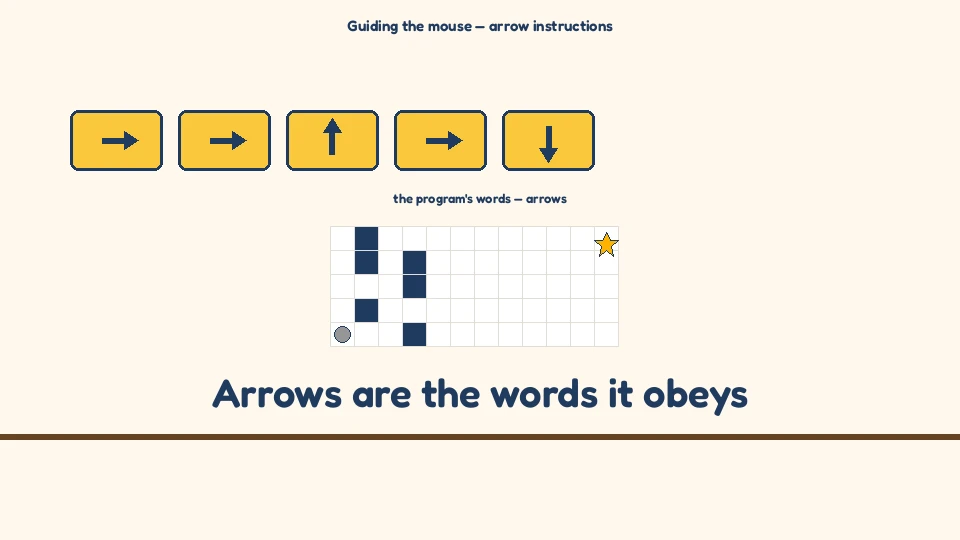 Guiding the mouse — arrow instructions
the program's words — arrows
Arrows are the words it obeys